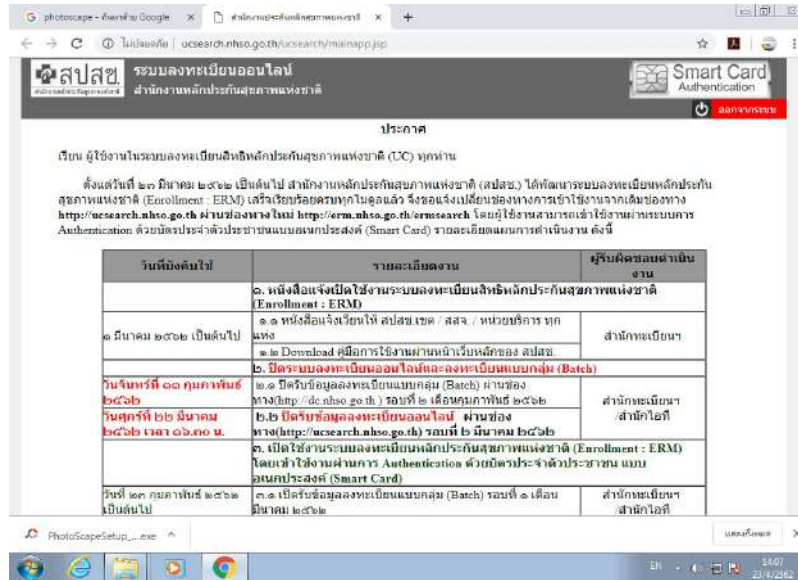 photoscape - ค้นหาด้วย Google
สำนักงานหลักประกันสุขภาพแห่งชาติ
ไม่ปลอดภัย | ucsearch.nhso.go.th/ucsearch/mainapp.jsp
สปสช.
ระบบลงทะเบียนออนไลน์
สำนักงานหลักประกันสุขภาพแห่งชาติ
Smart Card
Authentication
ออกจากระบบ
ประกาศ
เรียน ผู้ใช้งานในระบบลงทะเบียนสิทธิหลักประกันสุขภาพแห่งชาติ (UC) ทุกท่าน
ตั้งแต่วันที่ ๒๓ มีนาคม ๒๕๖๒ เป็นต้นไป สำนักงานหลักประกันสุขภาพแห่งชาติ (สปสช.) ได้พัฒนาระบบลงทะเบียนหลักประกัน
สุขภาพแห่งชาติ (ERM) เสร็จเรียบร้อยครบทุกโมดูลแล้ว จึงขอแจ้งเปลี่ยนช่องทางการเข้าใช้งานจากเดิมช่องทาง
http://ucsearch.nhso.go.th ผ่านช่องทางใหม่ http://erm.nhso.go.th/ermsearch โดยผู้ใช้งานสามารถเข้าใช้งานผ่านระบบการ
Authentication ด้วยบัตรประจำตัวประชาชนแบบอเนกประสงค์ (Smart Card) รายละเอียดแผนการดำเนินงาน ดังนี้
วันที่บังคับใช้ รายละเอียดงาน ผู้รับผิดชอบดำเนิน
งาน
๑. หนังสือแจ้งเปิดใช้งานระบบลงทะเบียนสิทธิหลักประกันสุขภาพแห่งชาติ
(Enrollment : ERM)
๑ มีนาคม ๒๕๖๒ เป็นต้นไป
๑.๑ หนังสือแจ้งเวียนให้ สปสช.เขต / สสจ. / หน่วยบริการ ทุก
แห่ง
๑.๒ Download คู่มือการใช้งานผ่านหน้าเว็บหลักของ สปสช.
สำนักทะเบียนฯ
๒. ปิดระบบลงทะเบียนออนไลน์และลงทะเบียนแบบกลุ่ม (Batch)
วันจันทร์ที่ ๑๑ กุมภาพันธ์
๒๕๖๒
๒.๑ ปิดรับข้อมูลลงทะเบียนแบบกลุ่ม (Batch) ผ่านช่อง
ทาง(http://dc.nhso.go.th ) รอบที่ ๒ เดือนกุมภาพันธ์ ๒๕๖๒
วันศุกร์ที่ ๒๒ มีนาคม
๒๕๖๒ เวลา ๑๖.๓๐ น.
๒.๒ ปิดรับข้อมูลลงทะเบียนออนไลน์ ผ่านช่อง
ทาง(http://ucsearch.nhso.go.th) รอบที่ ๒ มีนาคม ๒๕๖๒
สำนักทะเบียนฯ
/สำนักไอที
๓. เปิดใช้งานระบบลงทะเบียนหลักประกันสุขภาพแห่งชาติ (Enrollment : ERM)
โดยเข้าใช้งานผ่านการ Authentication ด้วยบัตรประจำตัวประชาชน แบบ
อเนกประสงค์ (Smart Card)
วันที่ ๑๓ กุมภาพันธ์ ๒๕๖๒
เป็นต้นไป
๓.๑ เปิดรับข้อมูลลงทะเบียนแบบกลุ่ม (Batch) รอบที่ ๑ เดือน
มีนาคม ๒๕๖๒
สำนักทะเบียนฯ
/สำนักไอที
PhotoScapeSetup_....exe
แสดงทั้งหมด
EN
14:07
23/4/2562